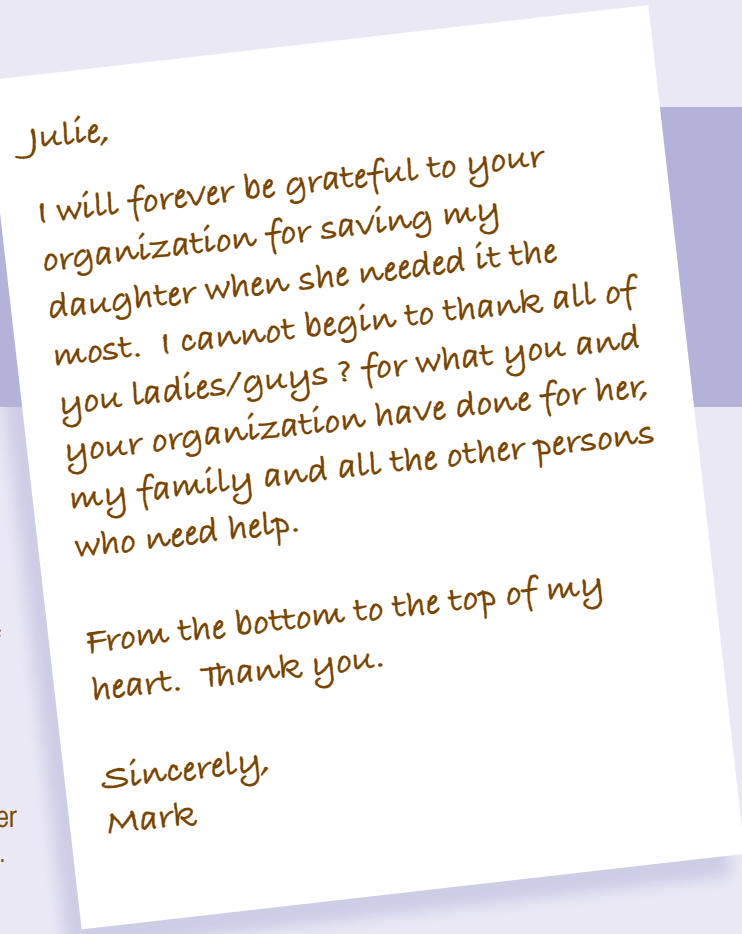 Julie,
I will forever be grateful to your
organization for saving my
daughter when she needed it the
most.  I cannot begin to thank all of
you ladies/guys ? for what you and
your organization have done for her,
my family and all the other persons
who need help.
From the bottom to the top of my
heart.  Thank you.
Sincerely,
Mark
er
.